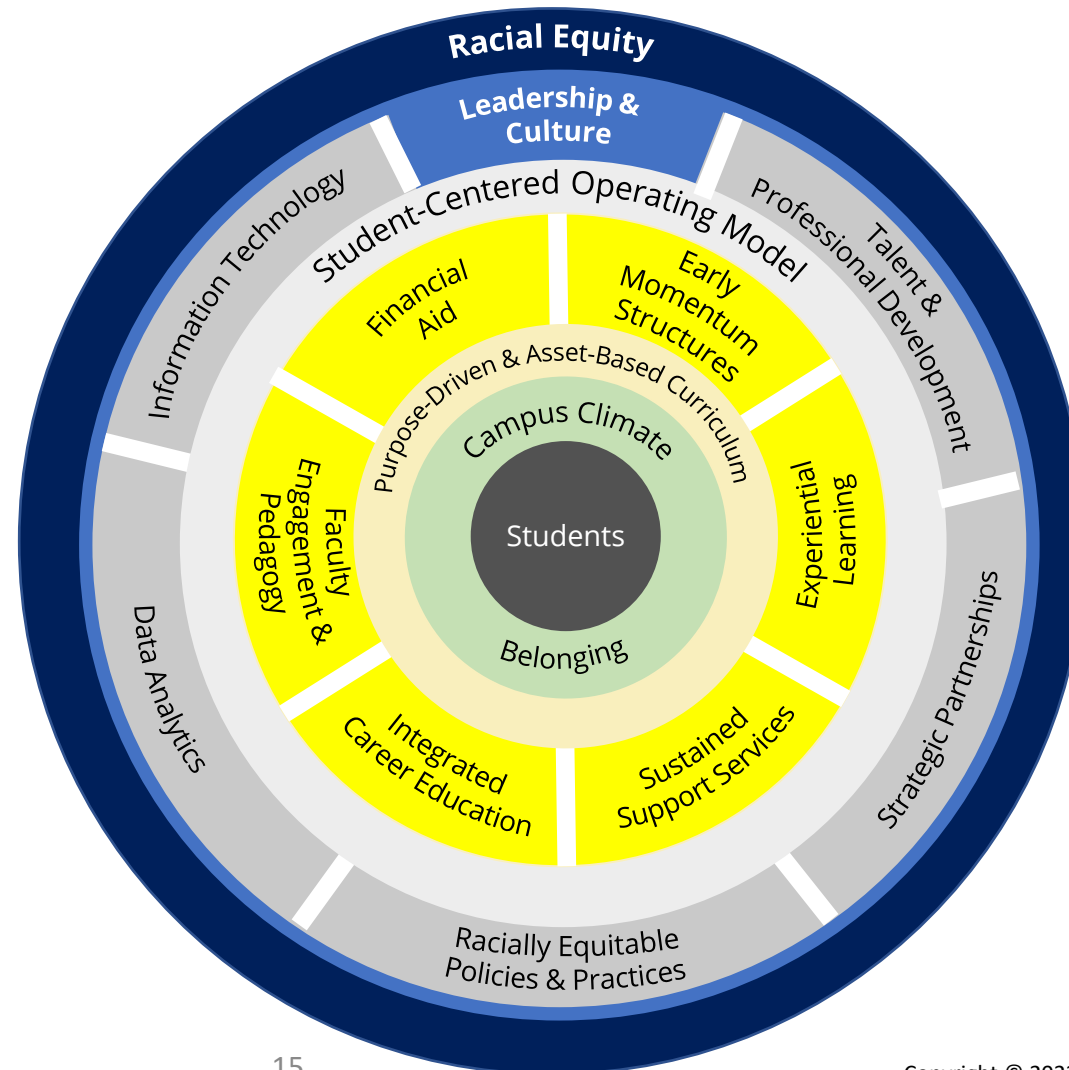 Racial Equity
Leadership &
Culture
Student-Centered Operating Model
Information Technology
Talent &
Professional Development
Financial
Aid
Early
Momentum
Structures
Purpose-Driven & Asset-Based Curriculum
Campus Climate
Students
Belonging
Faculty
Engagement &
Pedagogy
Experiential
Learning
Data Analytics
Strategic Partnerships
Integrated
Career Education
Sustained
Support Services
Racially Equitable
Policies & Practices
15
Copyright ©